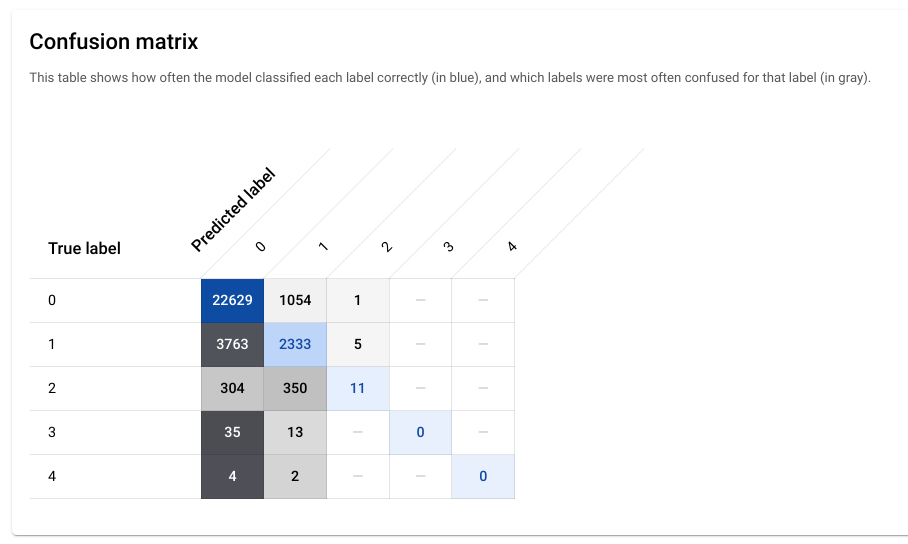 Confusion matrix
This table shows how often the model classified each label correctly (in blue), and which labels were most often confused for that label (in gray).
True label Predicted label 0 1 2 3 4
0 22629 1054 1 — —
1 3763 2333 5 — —
2 304 350 11 — —
3 35 13 — 0 —
4 4 2 — — 0